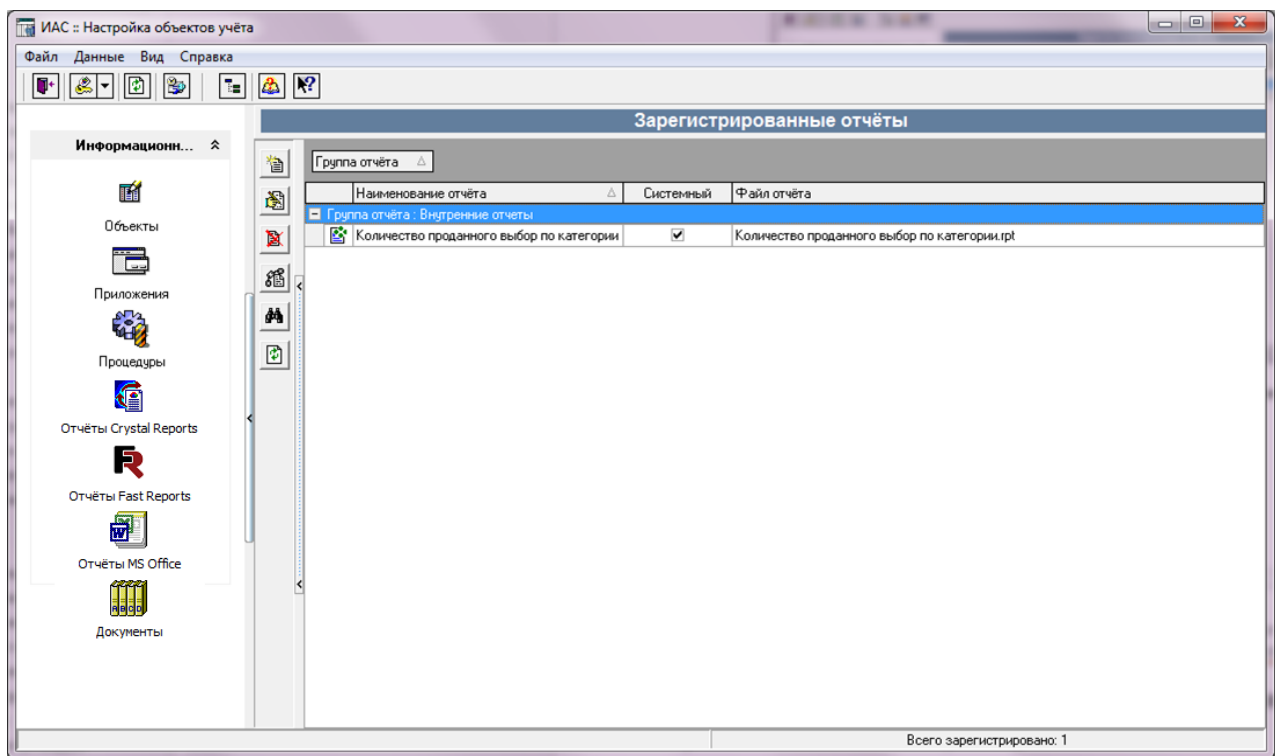 ИАС :: Настройка объектов учёта
Файл Данные Вид Справка
Зарегистрированные отчёты
Информационн...
Объекты
Приложения
Процедуры
Отчёты Crystal Reports
Отчёты Fast Reports
Отчёты MS Office
Документы
Группа отчёта
Наименование отчёта Системный Файл отчёта
Группа отчёта : Внутренние отчеты
Количество проданного выбор по категории Количество проданного выбор по категории.rpt
Всего зарегистрировано: 1